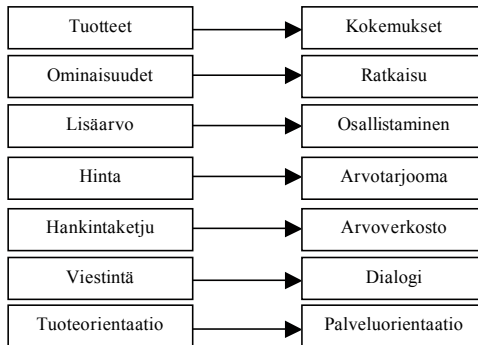 Tuotteet Kokemukset
Ominaisuudet Ratkaisu
Lisäarvo Osallistaminen
Hinta Arvotarjooma
Hankintaketju Arvoverkosto
Viestintä Dialogi
Tuoteorientaatio Palveluorientaatio